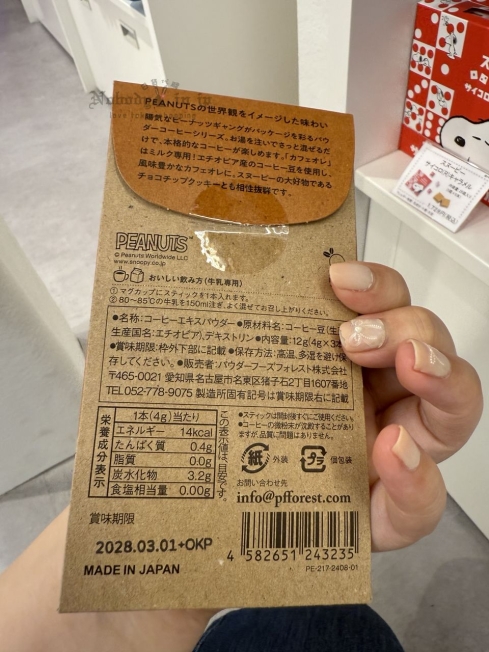 PEANUTSの世界観をイメージした味わい
陽気なピーナッツギャングがパッケージを彩るパウ
ダーコーヒーシリーズ。お湯を注いでさっと混ぜるだ
けで、本格的なコーヒーが楽しめます。「カフェオレ」
はミルク専用！エチオピア産のコーヒー豆を使用し、
風味豊かなカフェオレに。スヌーピーの大好物である
チョコチップクッキーとも相性抜群です。
PEANUTS
© Peanuts Worldwide LLC
www.snoopy.co.jp
おいしい飲み方（牛乳専用）
①マグカップにスティックを1本入れます。
②80〜85℃の牛乳を150ml注ぎ、よく混ぜてお召し上がりください。
●名称：コーヒーエキスパウダー ●原材料名：コーヒー豆（生
生産国名：エチオピア）、デキストリン ●内容量：12g（4g×3本
●賞味期限：枠外下部に記載 ●保存方法：高温、多湿を避け保
存してください。 ●販売者：パウダーフーズフォレスト株式会社
〒465-0021 愛知県名古屋市名東区猪子石2丁目1607番地
TEL052-778-9075 製造所固有記号は賞味期限右に記載
栄養成分表示
1本（4g）当たり
エネルギー 14kcal
たんぱく質 0.4g
脂質 0.0g
炭水化物 3.2g
食塩相当量 0.00g
この表示値は、目安です。
●スティックは開封後すぐにご使用ください。
●コーヒーの微粉末が沈殿することがあり
ますが、品質に問題はありません。
紙 外装
プラ 個包装
お問い合わせ先
info@pfforest.com
賞味期限
2028.03.01+OKP
MADE IN JAPAN
4 582651 243235
PE-217-2408-01
スヌーピー
サイコロ形キャラメル